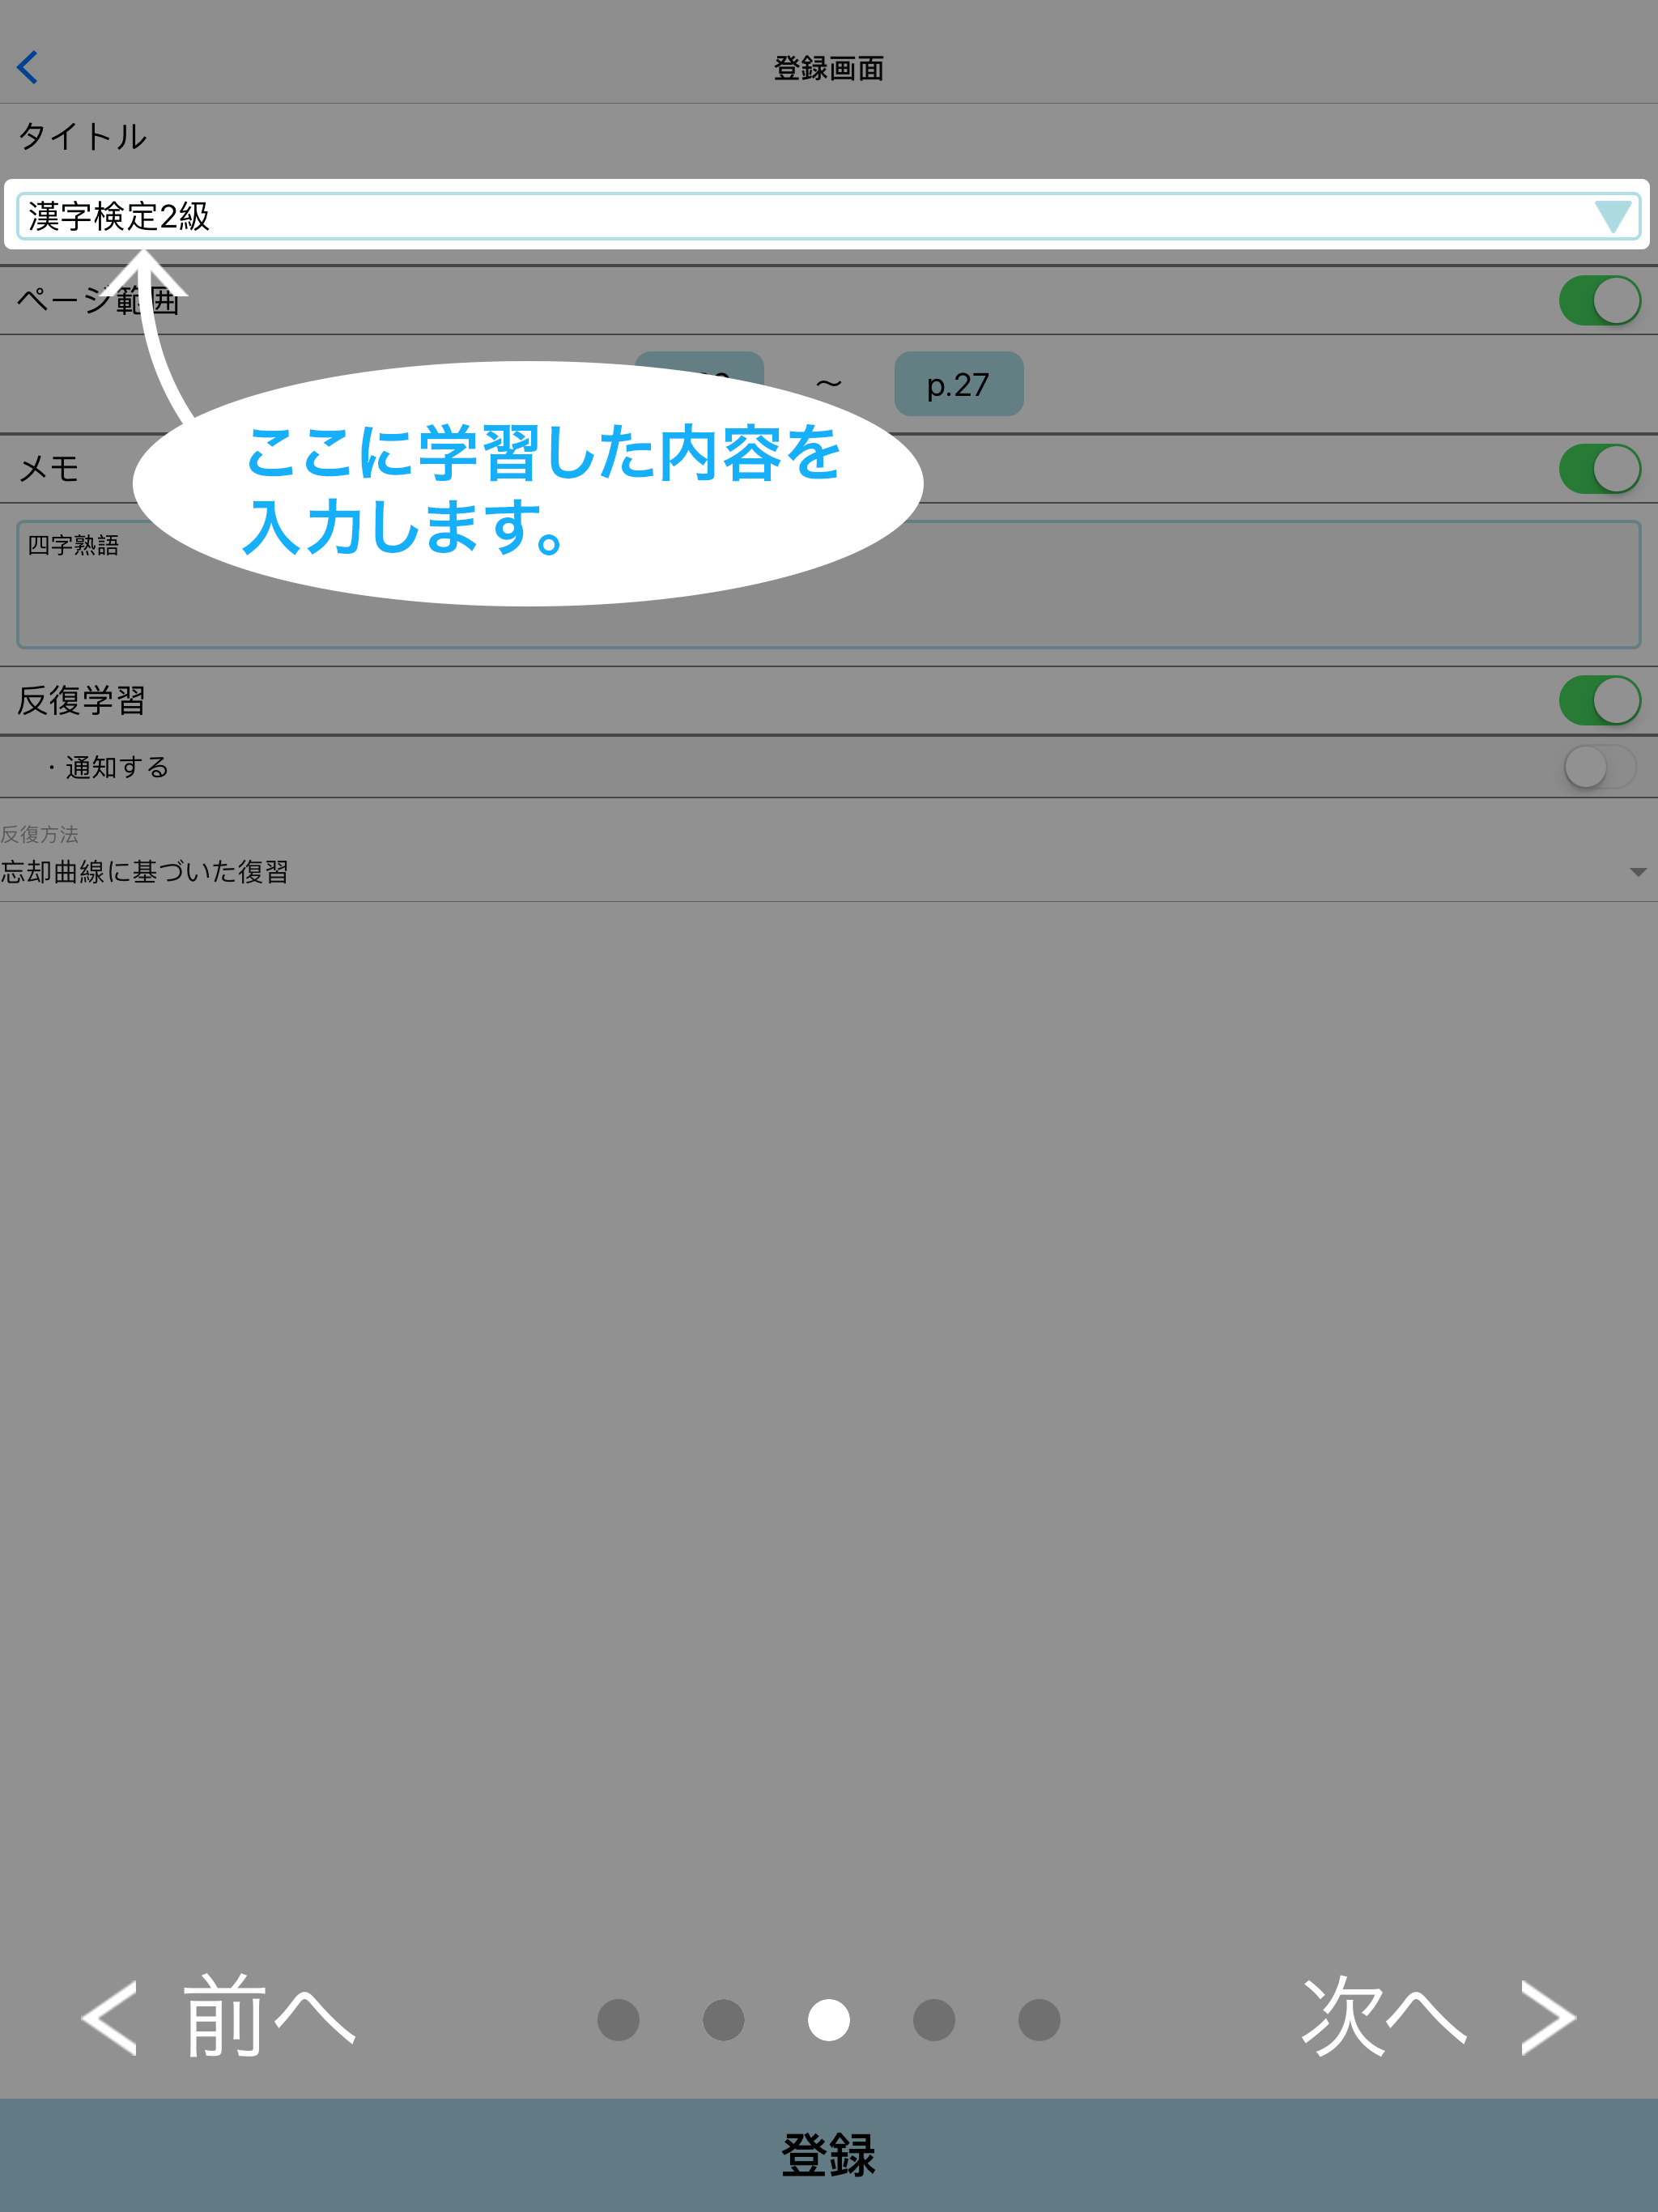 登録画面
タイトル
漢字検定2級
ページ範囲
～ p.27
メモ
ここに学習した内容を
入力します。
四字熟語
反復学習
・通知する
反復方法
忘却曲線に基づいた復習
前へ 次へ
登録